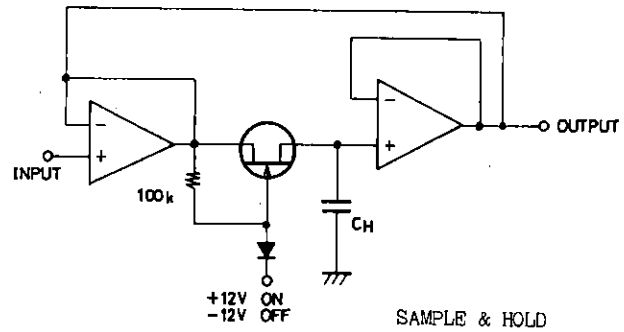 −
+
INPUT
100k
−
+
OUTPUT
CH
+12V ON
−12V OFF
SAMPLE & HOLD